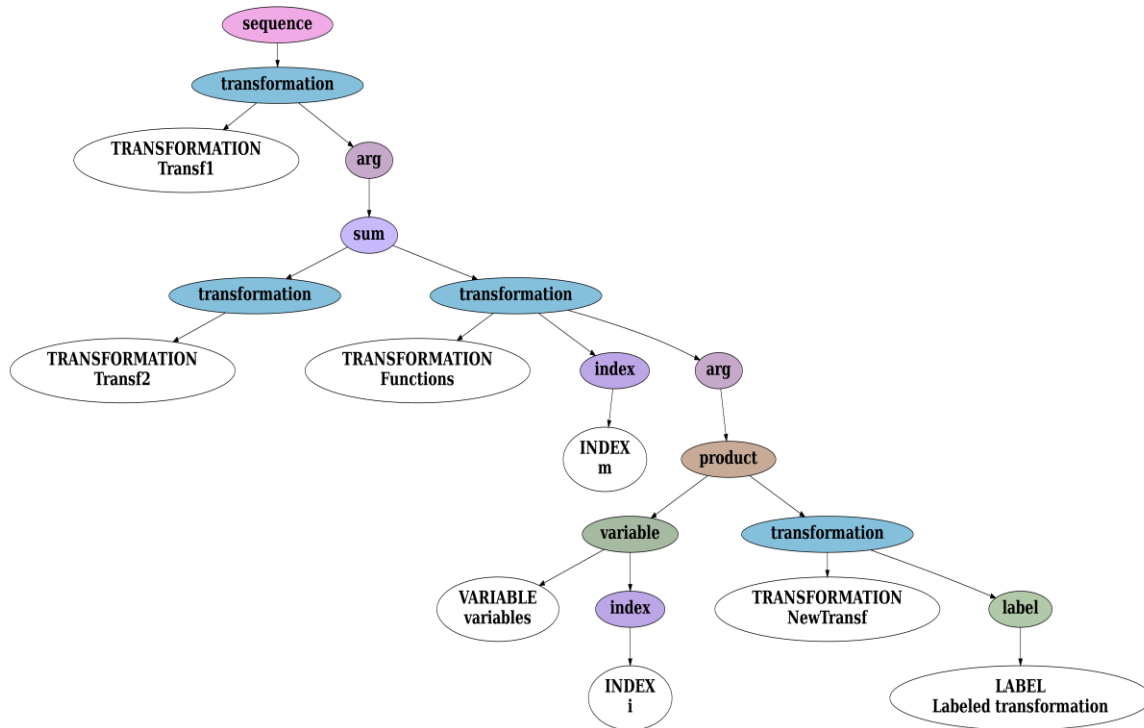 sequence
transformation
TRANSFORMATION
Transf1
arg
sum
transformation
transformation
TRANSFORMATION
Transf2
TRANSFORMATION
Functions
index
arg
INDEX
m
product
variable
transformation
VARIABLE
variables
index
TRANSFORMATION
NewTransf
label
INDEX
i
LABEL
Labeled transformation